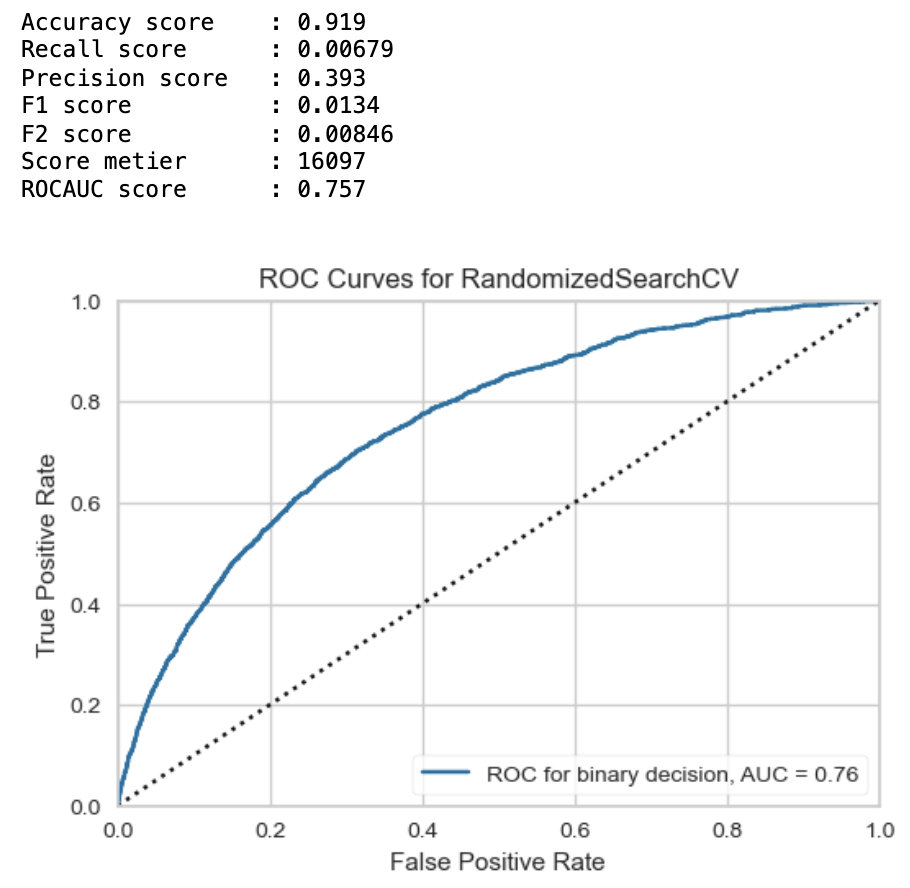 Accuracy score : 0.919
Recall score : 0.00679
Precision score : 0.393
F1 score : 0.0134
F2 score : 0.00846
Score metier : 16097
ROCAUC score : 0.757
ROC Curves for RandomizedSearchCV
1.0
0.8
0.6
0.4
0.2
0.0
True Positive Rate
ROC for binary decision, AUC = 0.76
0.0 0.2 0.4 0.6 0.8 1.0
False Positive Rate